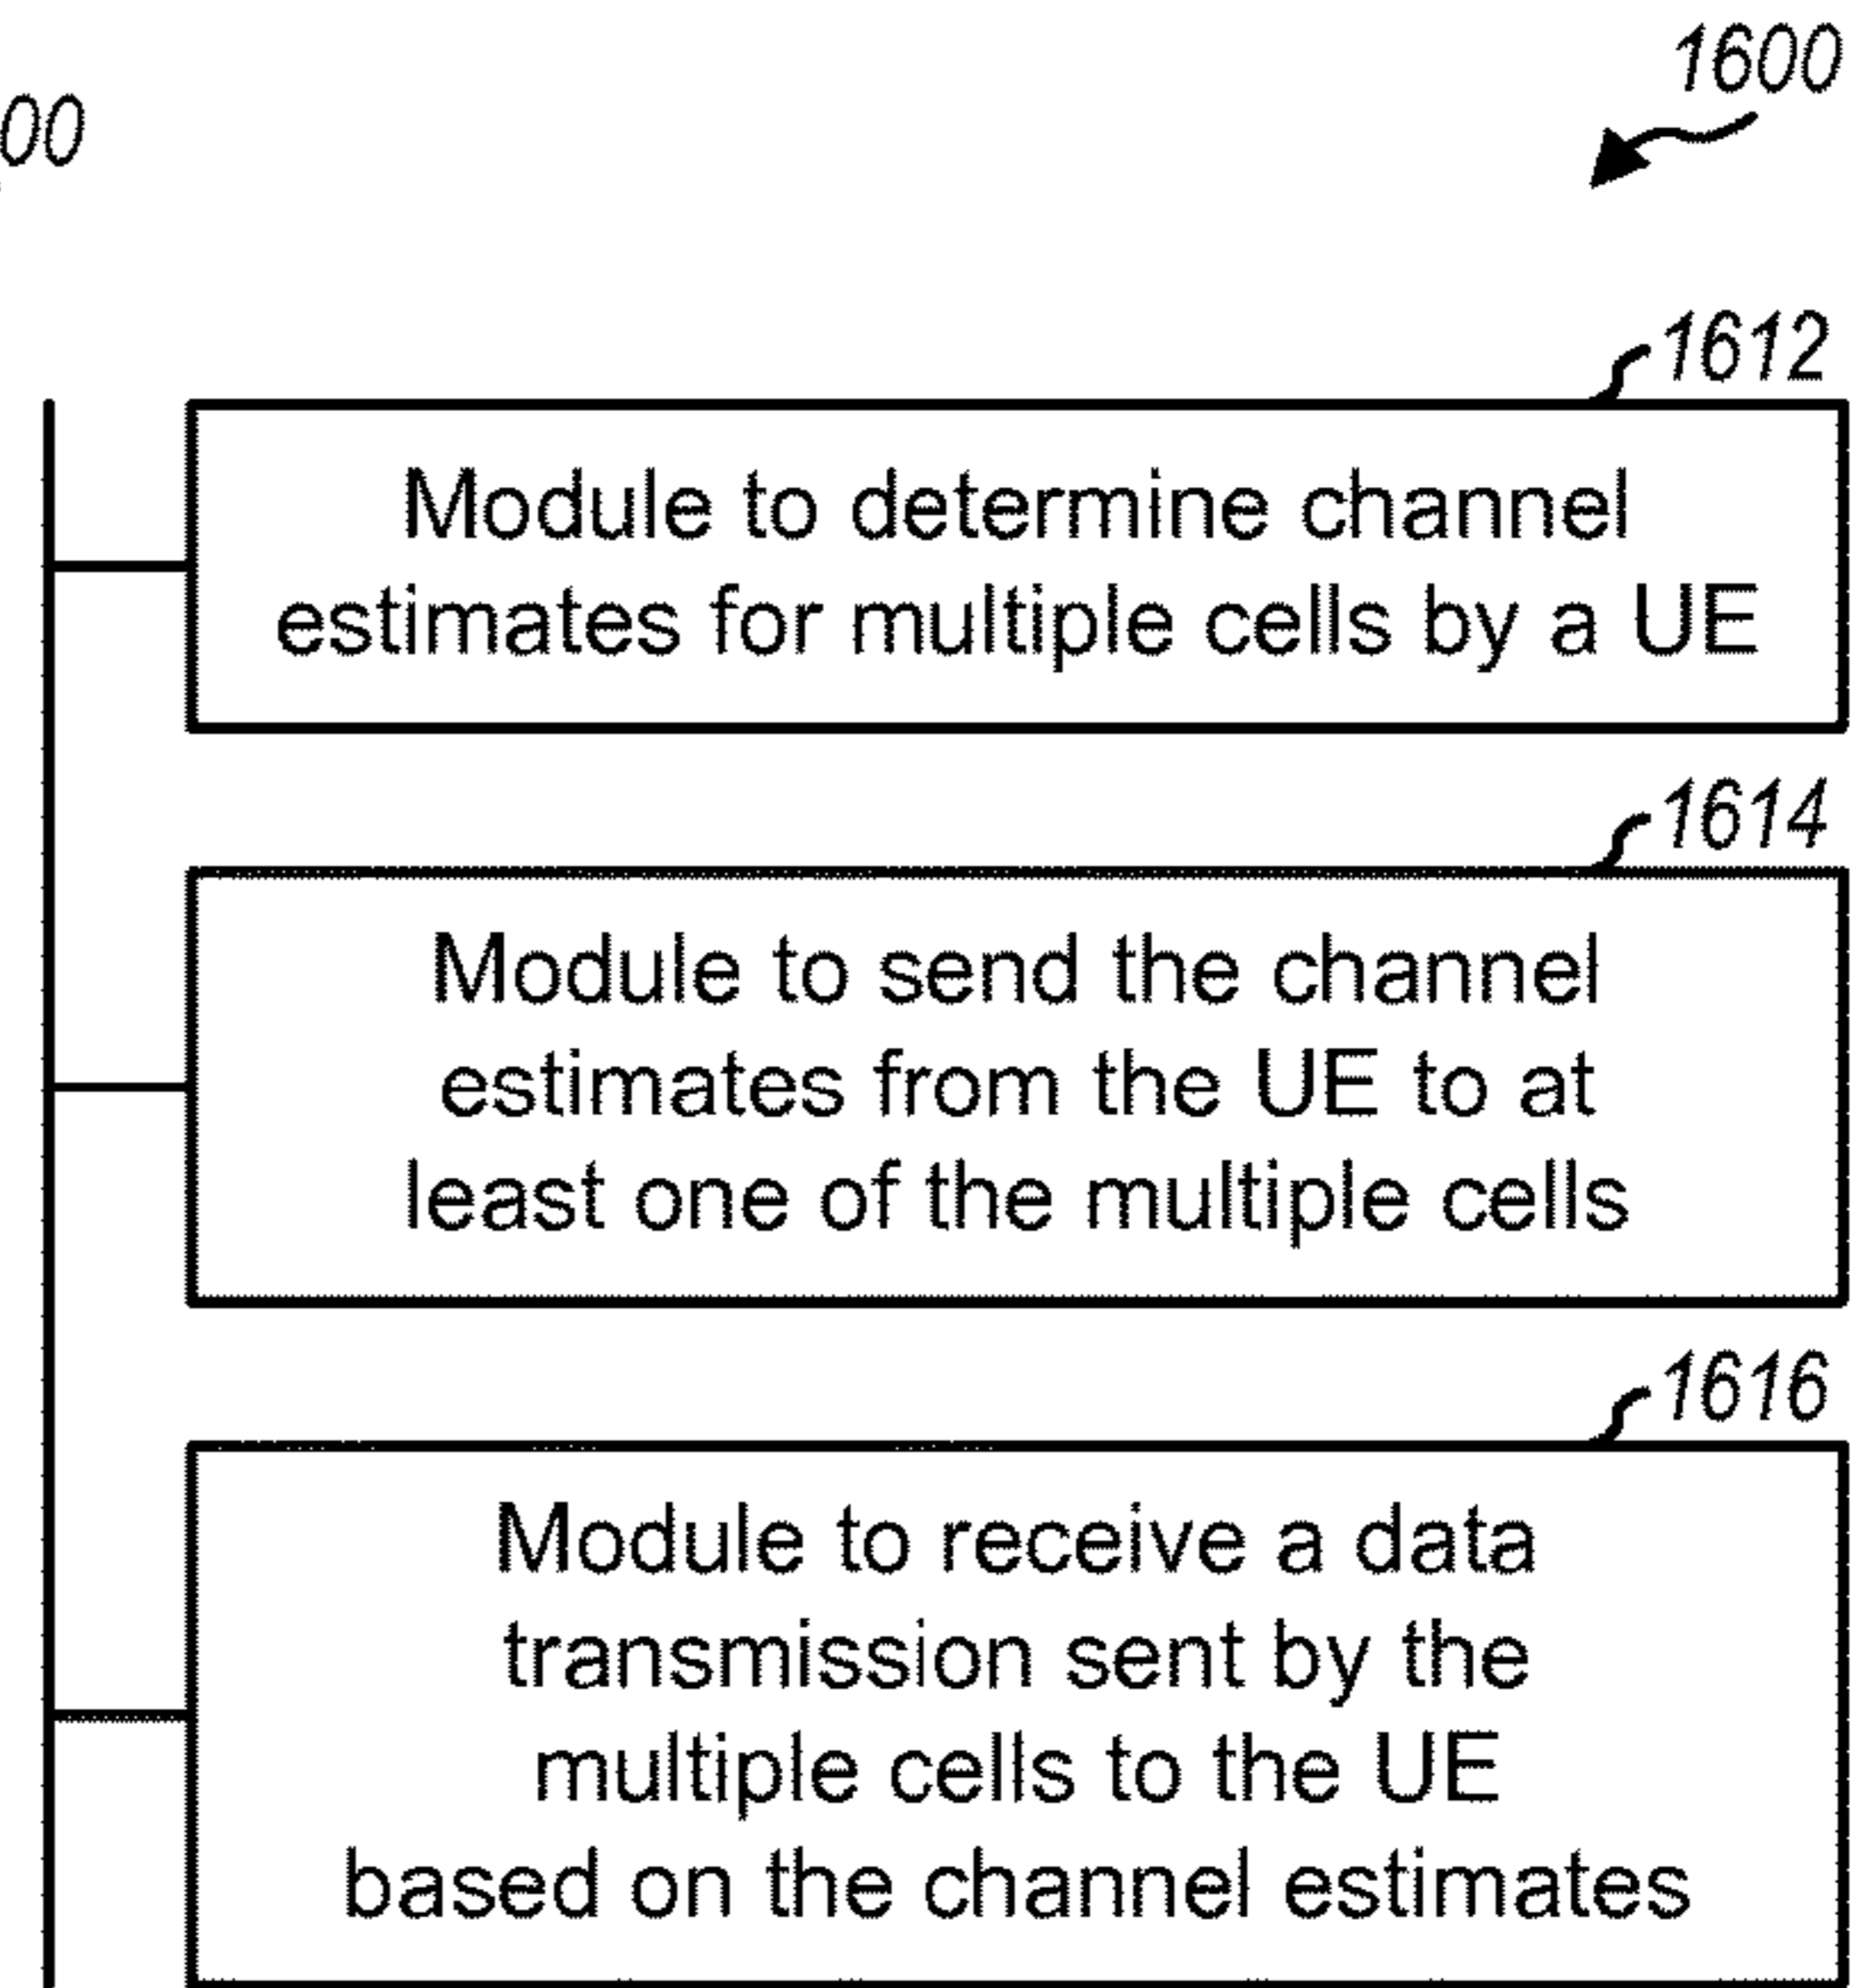 1600
00
1612
Module to determine channel
estimates for multiple cells by a UE
1614
Module to send the channel
estimates from the UE to at
least one of the multiple cells
1616
Module to receive a data
transmission sent by the
multiple cells to the UE
based on the channel estimates